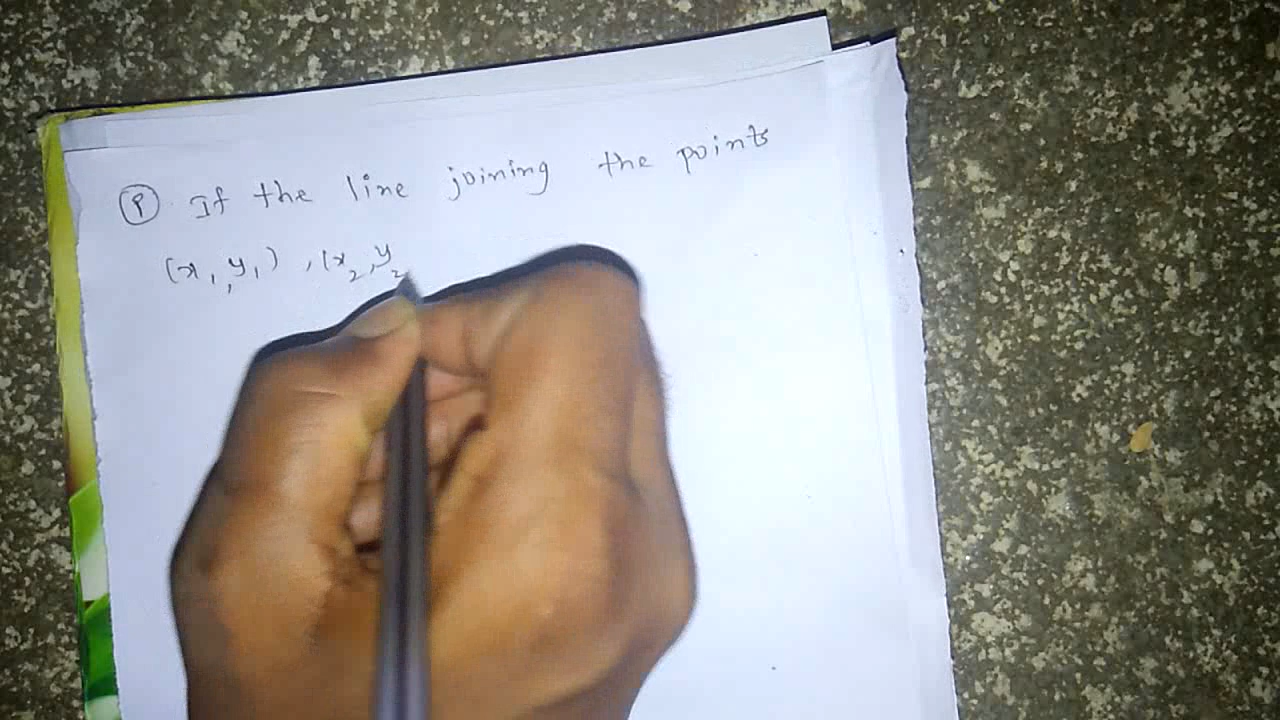 (P) If the line joining the points
(x₁, y₁), (x₂, y₂